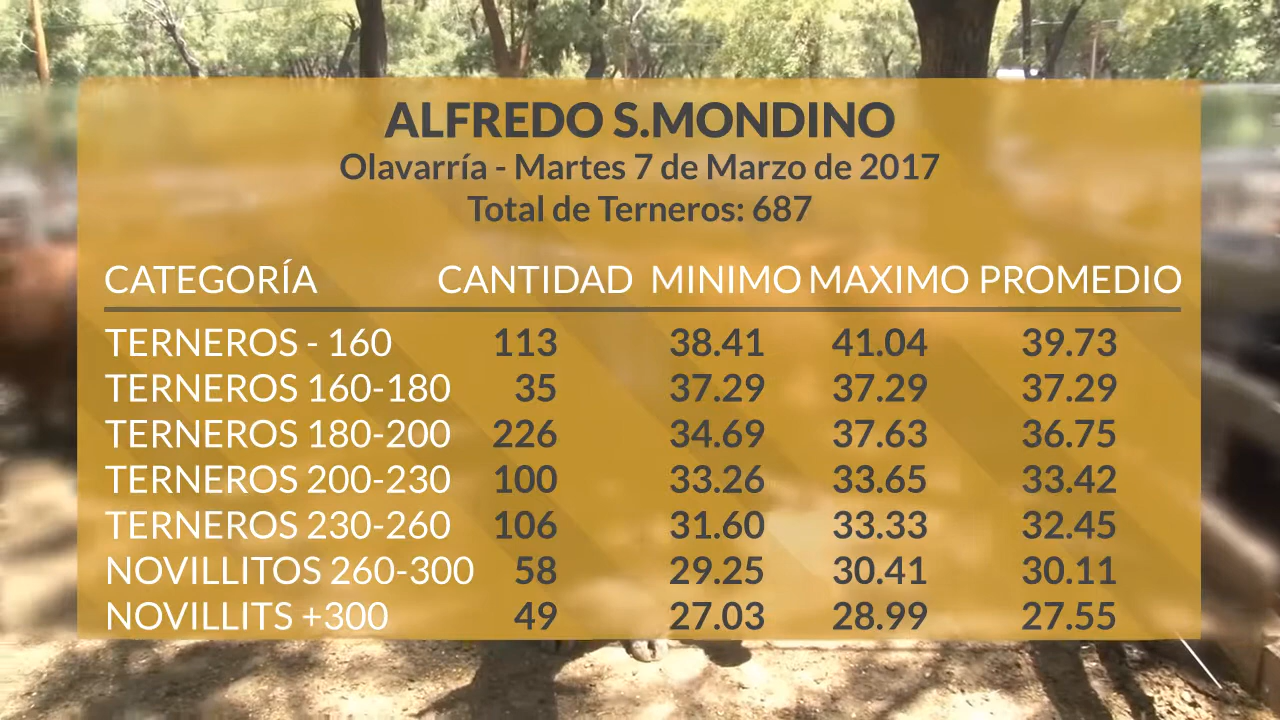 ALFREDO S.MONDINO
Olavarría - Martes 7 de Marzo de 2017
Total de Terneros: 687
CATEGORÍA CANTIDAD MINIMO MAXIMO PROMEDIO
TERNEROS - 160 113 38.41 41.04 39.73
TERNEROS 160-180 35 37.29 37.29 37.29
TERNEROS 180-200 226 34.69 37.63 36.75
TERNEROS 200-230 100 33.26 33.65 33.42
TERNEROS 230-260 106 31.60 33.33 32.45
NOVILLITOS 260-300 58 29.25 30.41 30.11
NOVILLITS +300 49 27.03 28.99 27.55